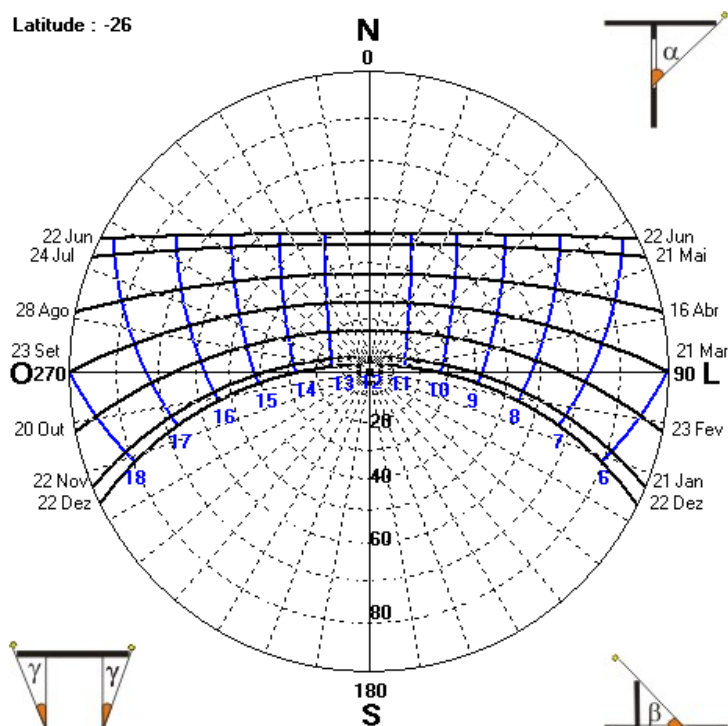 Latitude : -26
N
0
α
22 Jun
24 Jul
28 Ago
23 Set
O 270
20 Out
22 Nov
22 Dez
22 Jun
21 Mai
16 Abr
21 Mar
90 L
23 Fev
21 Jan
22 Dez
18
17
16
15
14
13
12
11
10
9
8
7
6
20
40
60
80
180
S
γ γ
β